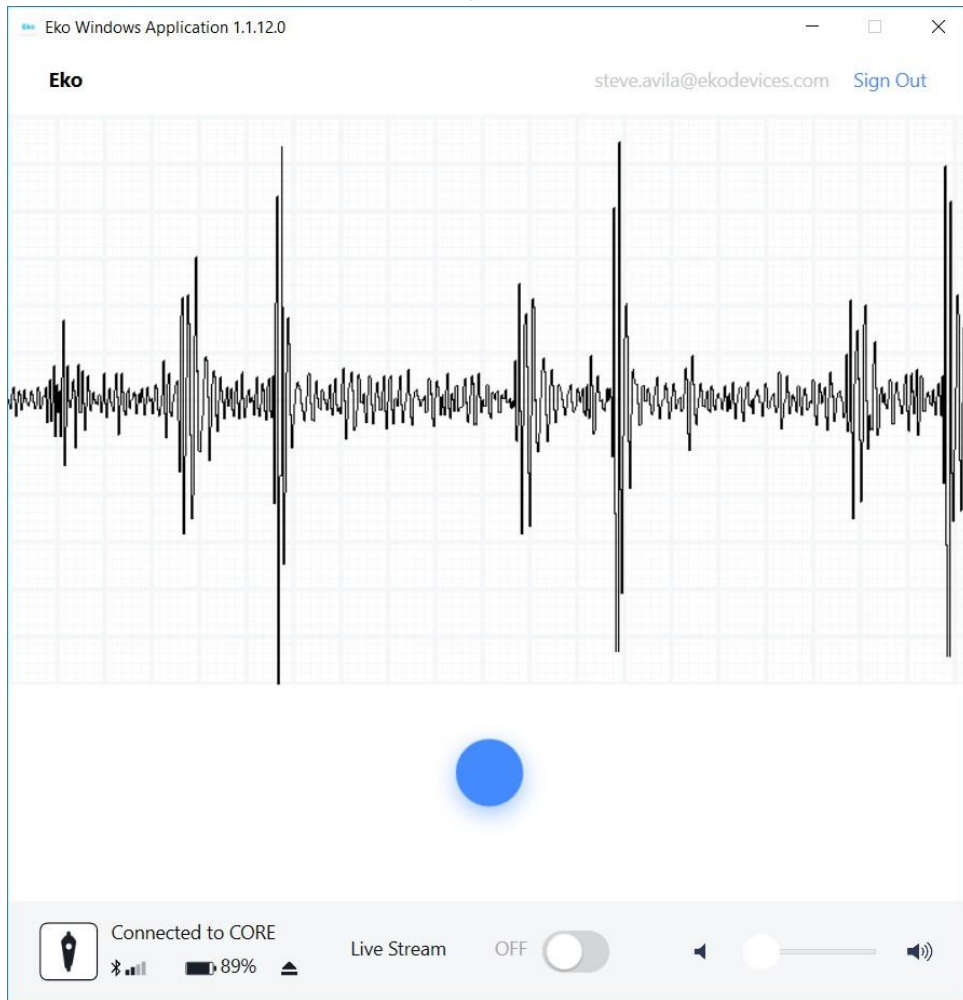 Eko Eko Windows Application 1.1.12.0
Eko steve.avila@ekodevices.com Sign Out
Connected to CORE
89%
Live Stream OFF